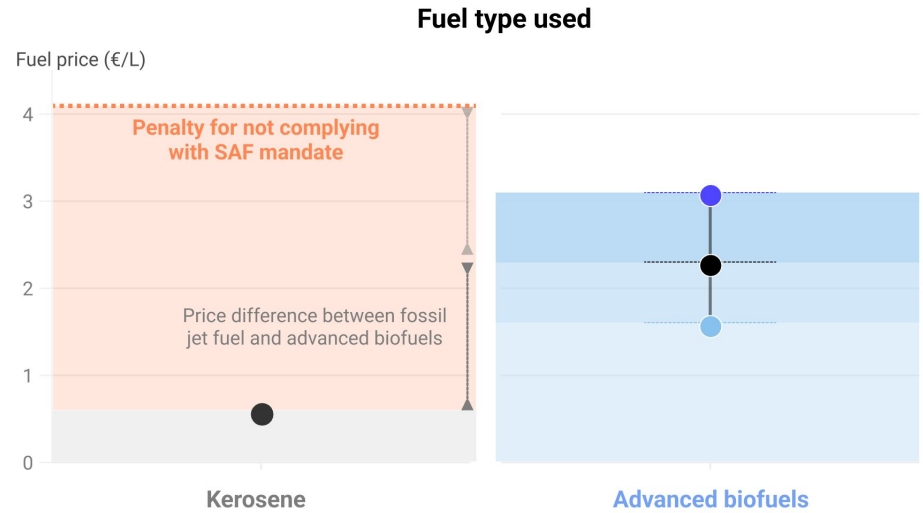 Fuel type used
Fuel price (€/L)
4
3
2
1
0
Penalty for not complying
with SAF mandate
Price difference between fossil
jet fuel and advanced biofuels
Kerosene
Advanced biofuels